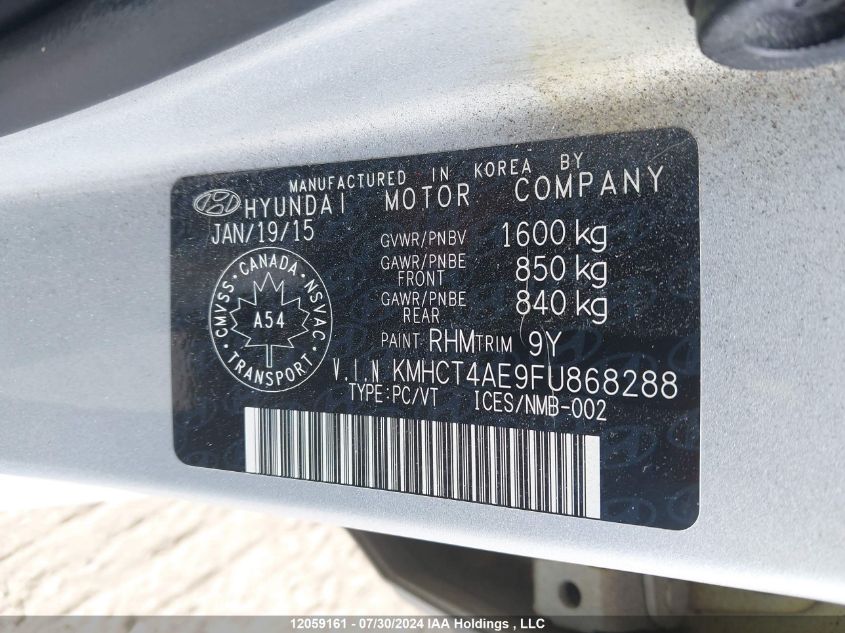 MANUFACTURED IN KOREA BY
HYUNDAI MOTOR COMPANY
JAN/19/15
GVWR/PNBV 1600 kg
GAWR/PNBE FRONT 850 kg
GAWR/PNBE REAR 840 kg
CMVSS · CANADA · NSVAC
A54
TRANSPORT
PAINT RHM TRIM 9Y
V.I.N KMHCT4AE9FU868288
TYPE:PC/VT ICES/NMB-002
12059161 - 07/30/2024 IAA Holdings , LLC